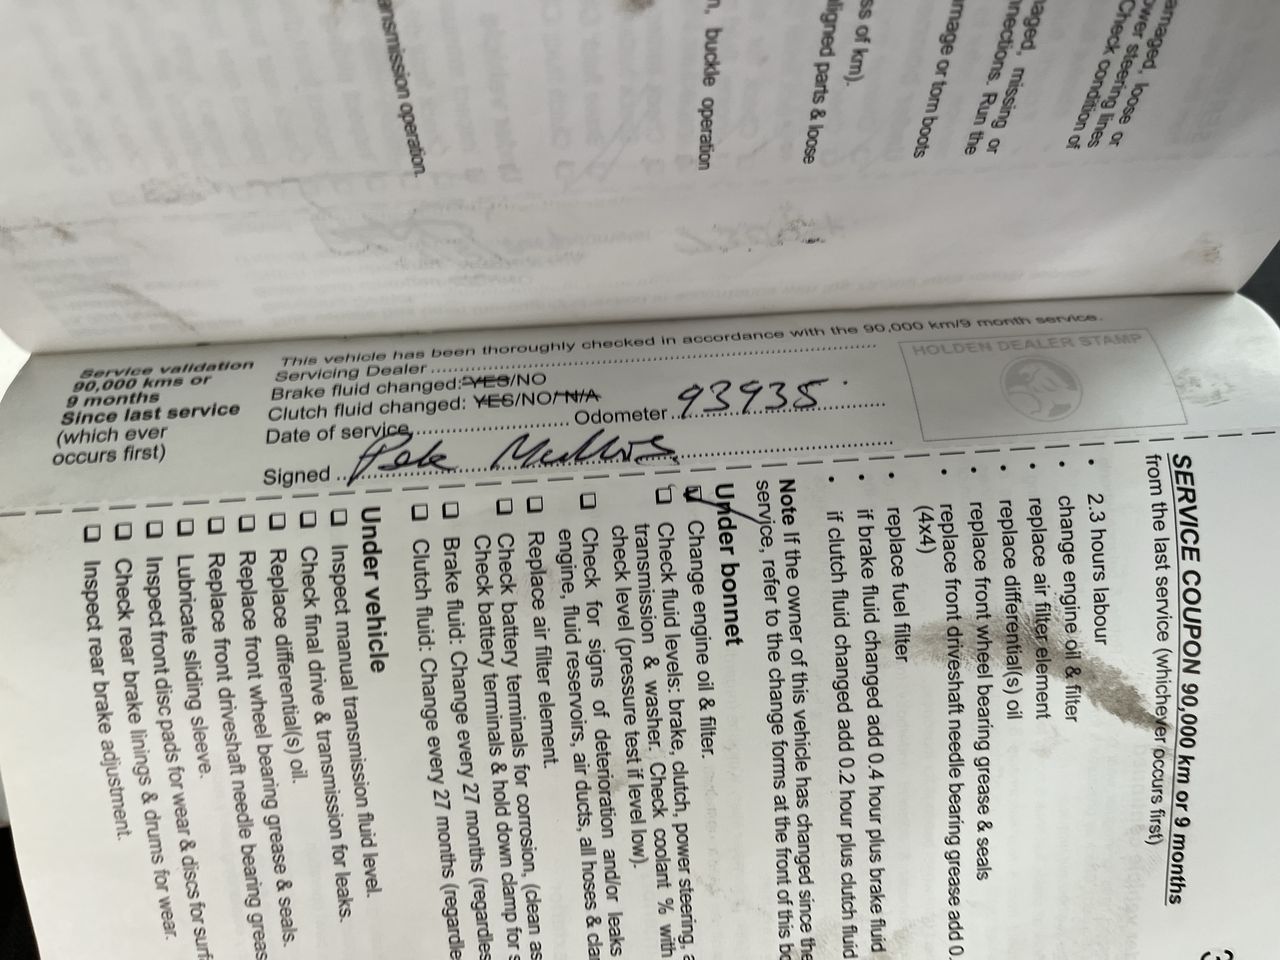 amaged, loose or
ower steering lines
Check condition of
aged, missing or
nnections. Run the
mage or torn boots
ss of km).
ligned parts & loose
n, buckle operation
ansmission operation.
Service validation
90,000 kms or
9 months
Since last service
(which ever
occurs first)
This vehicle has been thoroughly checked in accordance with the 90,000 km/9 month service.
Servicing Dealer
Brake fluid changed: YES/NO
Clutch fluid changed: YES/NO/N/A
Date of service Odometer 93935
Signed Pete
HOLDEN DEALER STAMP
SERVICE COUPON 90,000 km or 9 months
from the last service (whichever occurs first)
• 2.3 hours labour
• change engine oil & filter
• replace air filter element
• replace differential(s) oil
• replace front wheel bearing grease & seals
• replace front driveshaft needle bearing grease add 0.
(4x4)
• replace fuel filter
• if brake fluid changed add 0.4 hour plus brake fluid
• if clutch fluid changed add 0.2 hour plus clutch fluid
Note If the owner of this vehicle has changed since the
service, refer to the change forms at the front of this bo
Under bonnet
Change engine oil & filter.
Check fluid levels: brake, clutch, power steering, a
transmission & washer. Check coolant % with
check level (pressure test if level low).
Check for signs of deterioration and/or leaks
engine, fluid reservoirs, air ducts, all hoses & clam
Replace air filter element.
Check battery terminals for corrosion, (clean as
Check battery terminals & hold down clamp for s
Brake fluid: Change every 27 months (regardles
Clutch fluid: Change every 27 months (regardle
Under vehicle
Inspect manual transmission fluid level.
Check final drive & transmission for leaks.
Replace differential(s) oil.
Replace front wheel bearing grease & seals.
Replace front driveshaft needle bearing greas
Lubricate sliding sleeve.
Inspect front disc pads for wear & discs for surfa
Check rear brake linings & drums for wear.
Inspect rear brake adjustment.